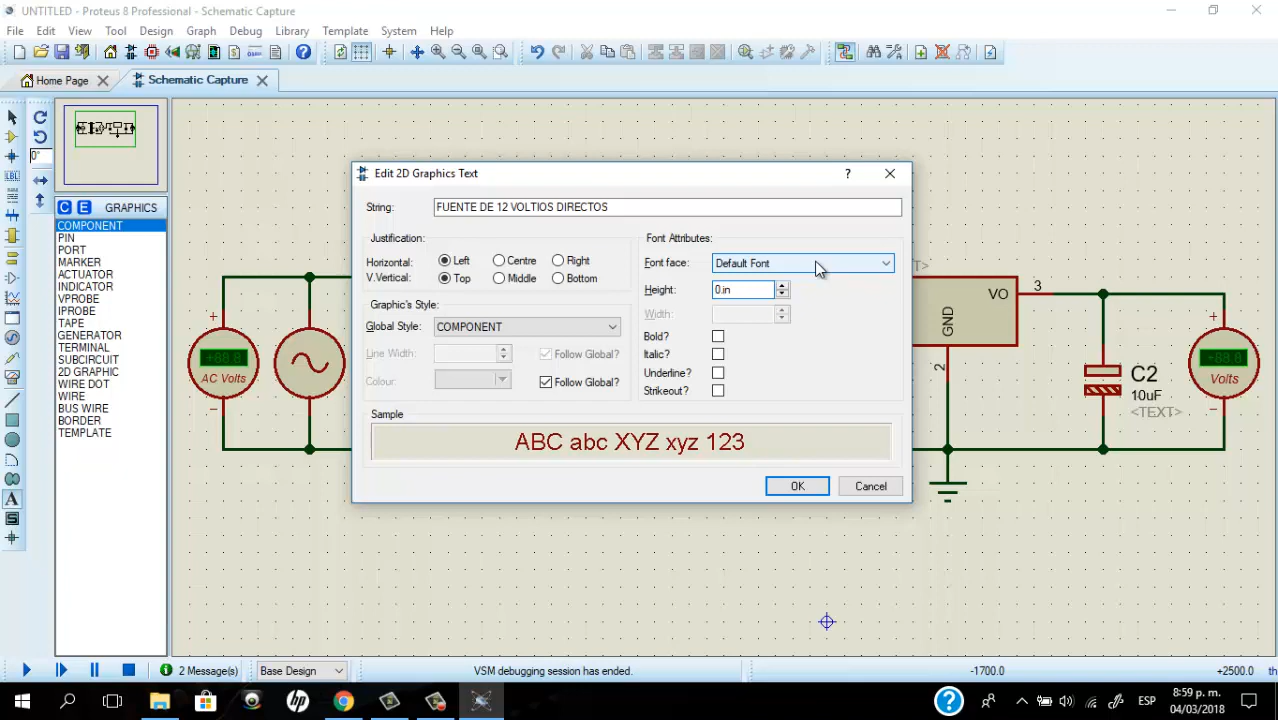 UNTITLED - Proteus 8 Professional - Schematic Capture
File Edit View Tool Design Graph Debug Library Template System Help
Home Page
Schematic Capture
0°
C E GRAPHICS
COMPONENT
PIN
PORT
MARKER
ACTUATOR
INDICATOR
VPROBE
IPROBE
TAPE
GENERATOR
TERMINAL
SUBCIRCUIT
2D GRAPHIC
WIRE DOT
WIRE
BUS WIRE
BORDER
TEMPLATE
Edit 2D Graphics Text
String: FUENTE DE 12 VOLTIOS DIRECTOS
Justification:
Horizontal: Left Centre Right
V.Vertical: Top Middle Bottom
Graphic's Style:
Global Style: COMPONENT
Line Width: Follow Global?
Colour: Follow Global?
Font Attributes:
Font face: Default Font
Height: 0.in
Width:
Bold?
Italic?
Underline?
Strikeout?
Sample
ABC abc XYZ xyz 123
OK Cancel
+88.8
AC Volts
T>
VO 3
GND
2
C2
10uF
<TEXT>
+88.8
Volts
2 Message(s) Base Design VSM debugging session has ended. -1700.0 +2500.0 th
ESP 8:59 p. m.
04/03/2018